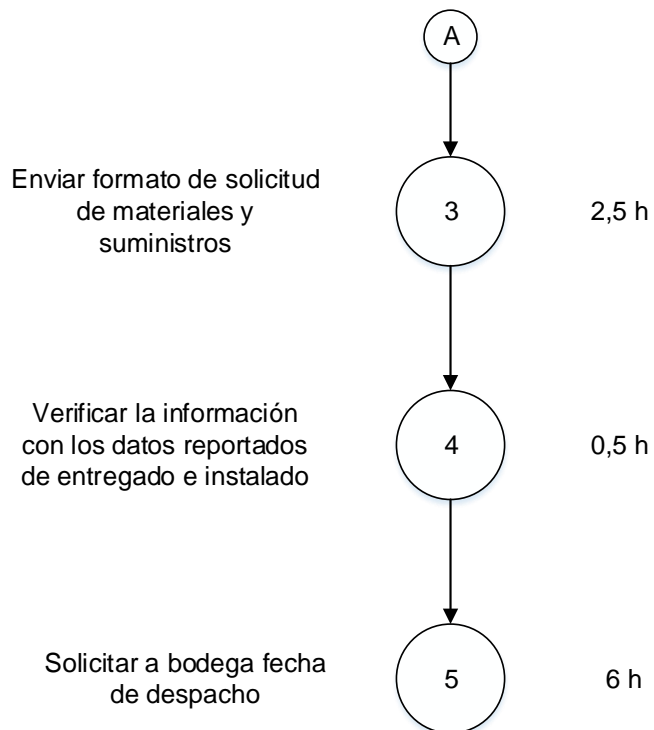 A
Enviar formato de solicitud
de materiales y
suministros
3
2,5 h
Verificar la información
con los datos reportados
de entregado e instalado
4
0,5 h
Solicitar a bodega fecha
de despacho
5
6 h